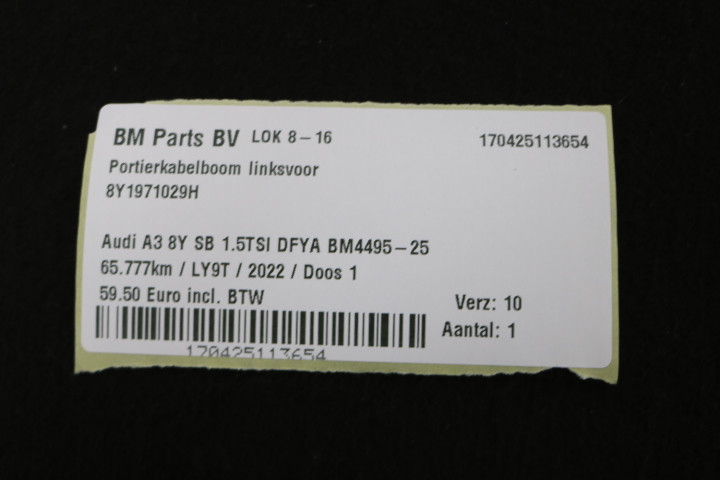 BM Parts BV LOK 8-16 170425113654
Portierkabelboom linksvoor
8Y1971029H
Audi A3 8Y SB 1.5TSI DFYA BM4495-25
65.777km / LY9T / 2022 / Doos 1
59.50 Euro incl. BTW
Verz: 10
Aantal: 1
170425113654